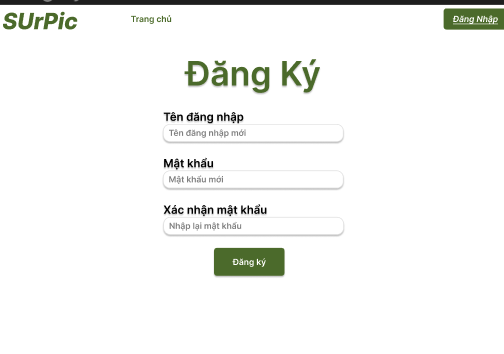 SUrPic
Trang chủ
Đăng Nhập
Đăng Ký
Tên đăng nhập
Tên đăng nhập mới
Mật khẩu
Mật khẩu mới
Xác nhận mật khẩu
Nhập lại mật khẩu
Đăng ký